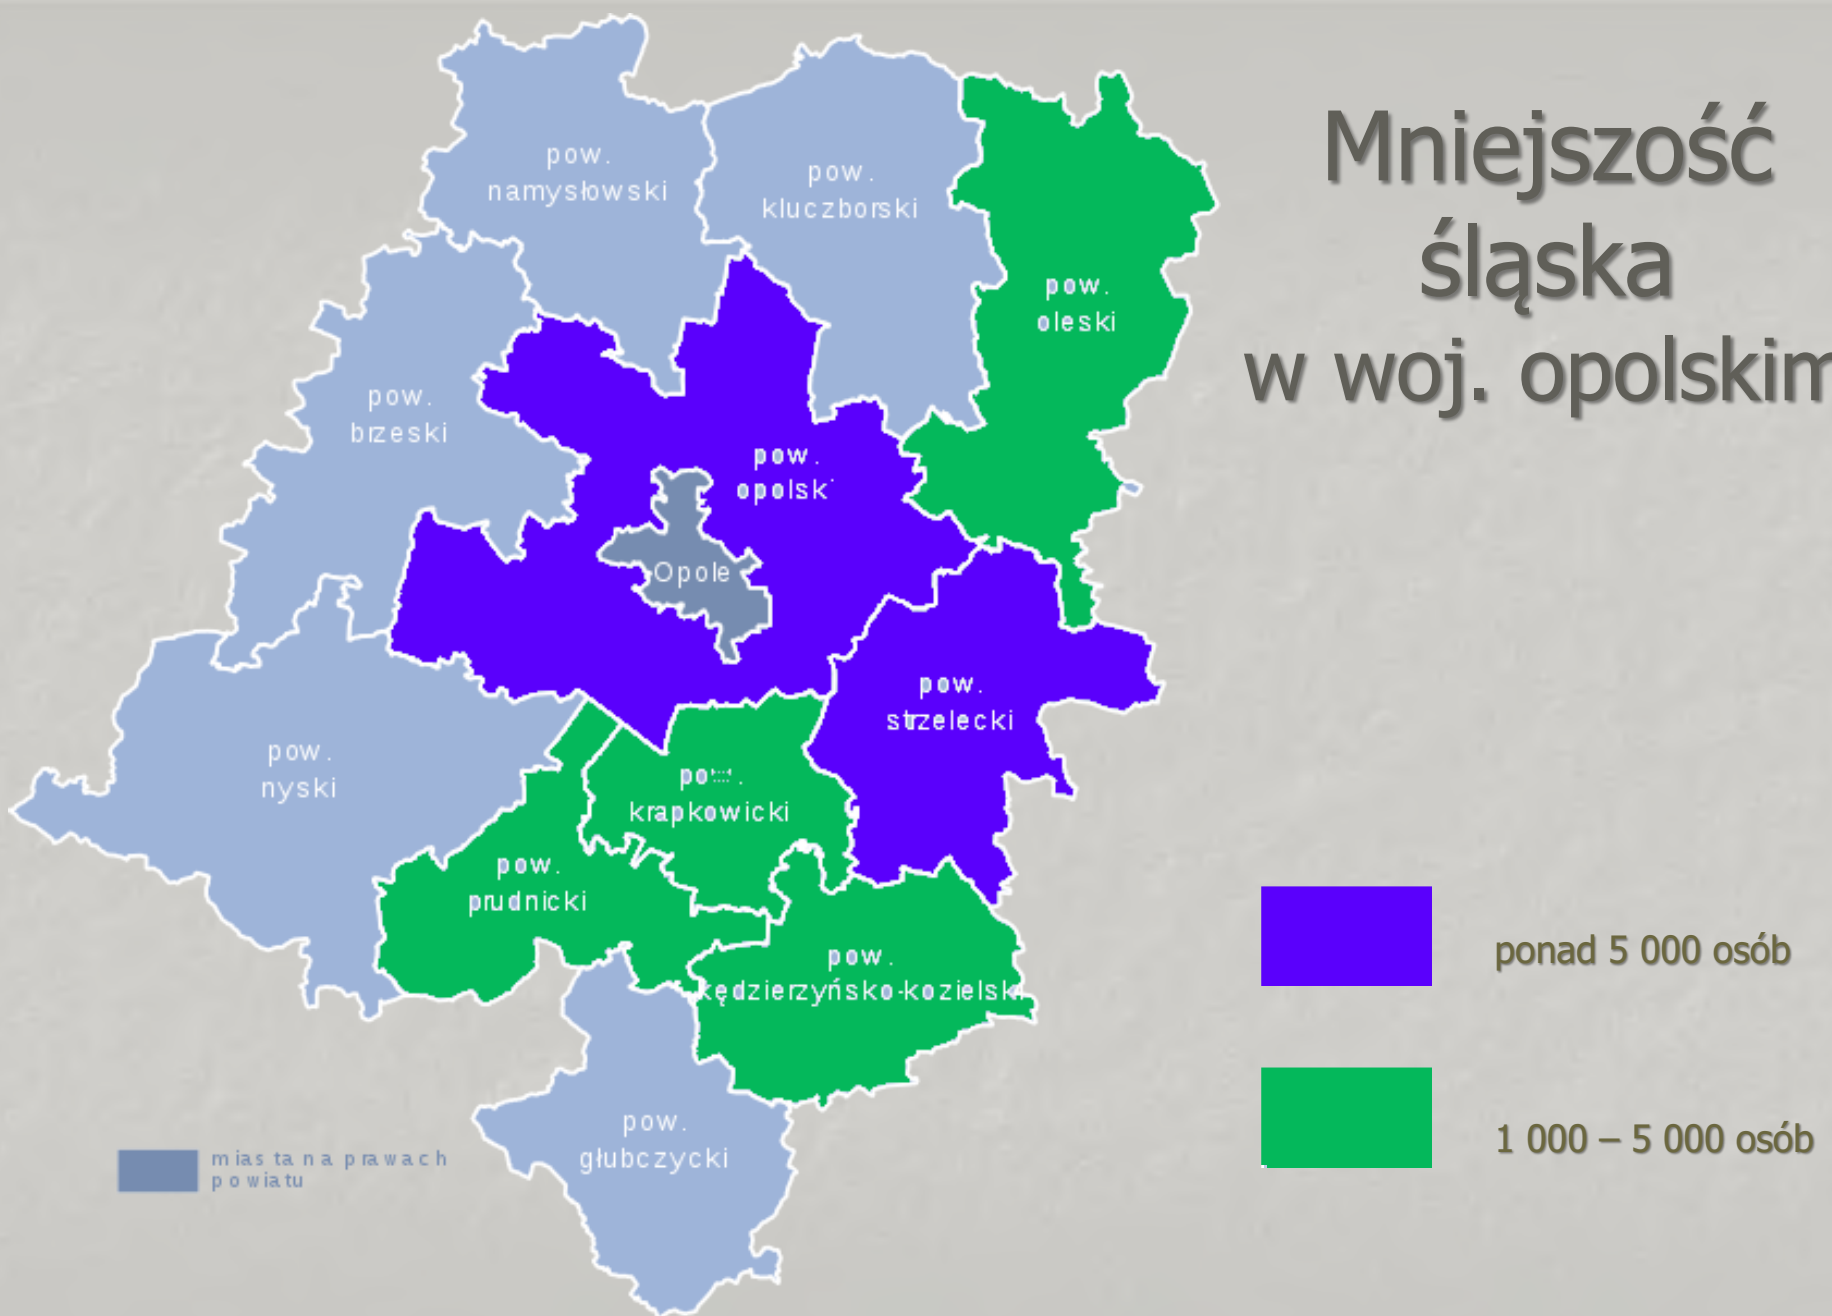 Mniejszość
śląska
w woj. opolskim
pow.
namysłowski
pow.
kluczborski
pow.
oleski
pow.
brzeski
pow.
opolsk
Opole
pow.
strzelecki
pow.
nyski
krapkowicki
pow.
prudnicki
pow.
kędzierzyńsko-kozielski
pow.
głubczycki
ponad 5 000 osób
1 000 – 5 000 osób
miasta na prawach
powiatu